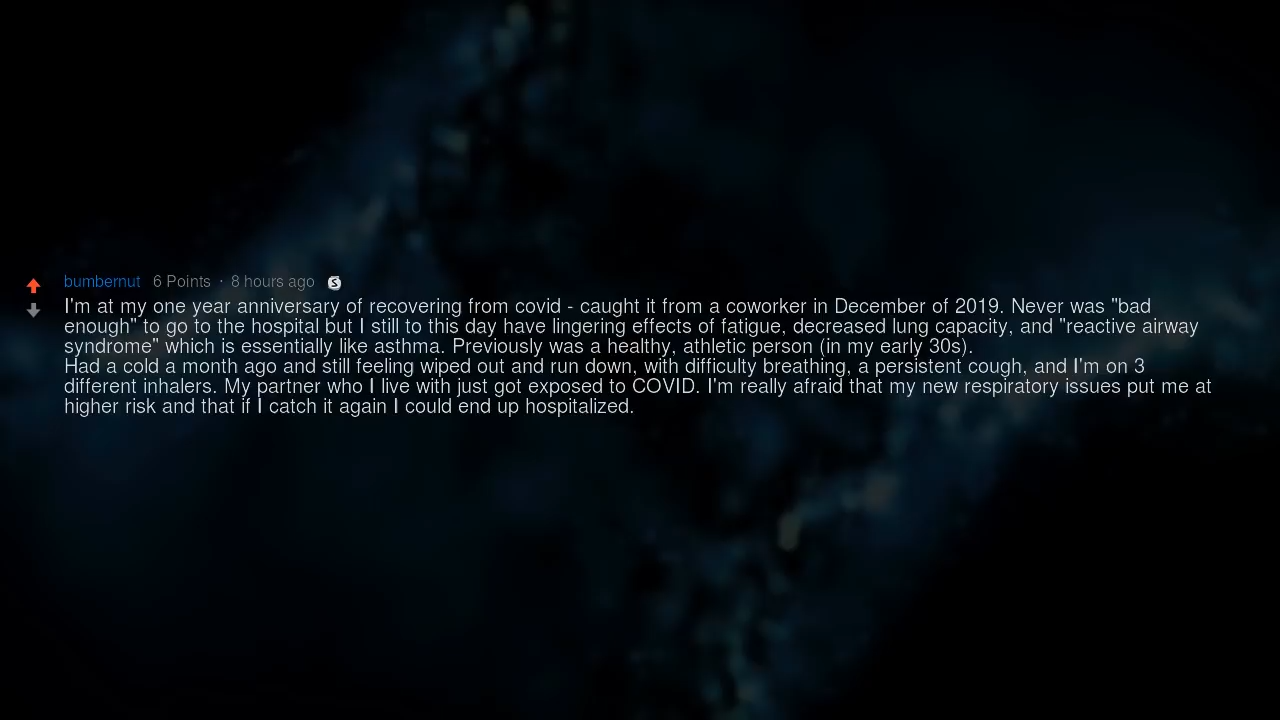 bumbernut 6 Points · 8 hours ago S
I'm at my one year anniversary of recovering from covid - caught it from a coworker in December of 2019. Never was "bad
enough" to go to the hospital but I still to this day have lingering effects of fatigue, decreased lung capacity, and "reactive airway
syndrome" which is essentially like asthma. Previously was a healthy, athletic person (in my early 30s).
Had a cold a month ago and still feeling wiped out and run down, with difficulty breathing, a persistent cough, and I'm on 3
different inhalers. My partner who I live with just got exposed to COVID. I'm really afraid that my new respiratory issues put me at
higher risk and that if I catch it again I could end up hospitalized.